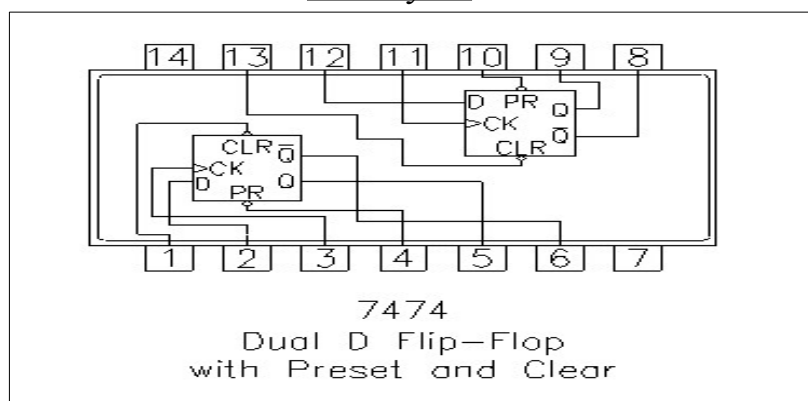 14 13 12 11 10 9 8
D PR Q
CK Q̅
CLR
CLR Q̅
CK
D Q
PR
1 2 3 4 5 6 7
7474
Dual D Flip-Flop
with Preset and Clear